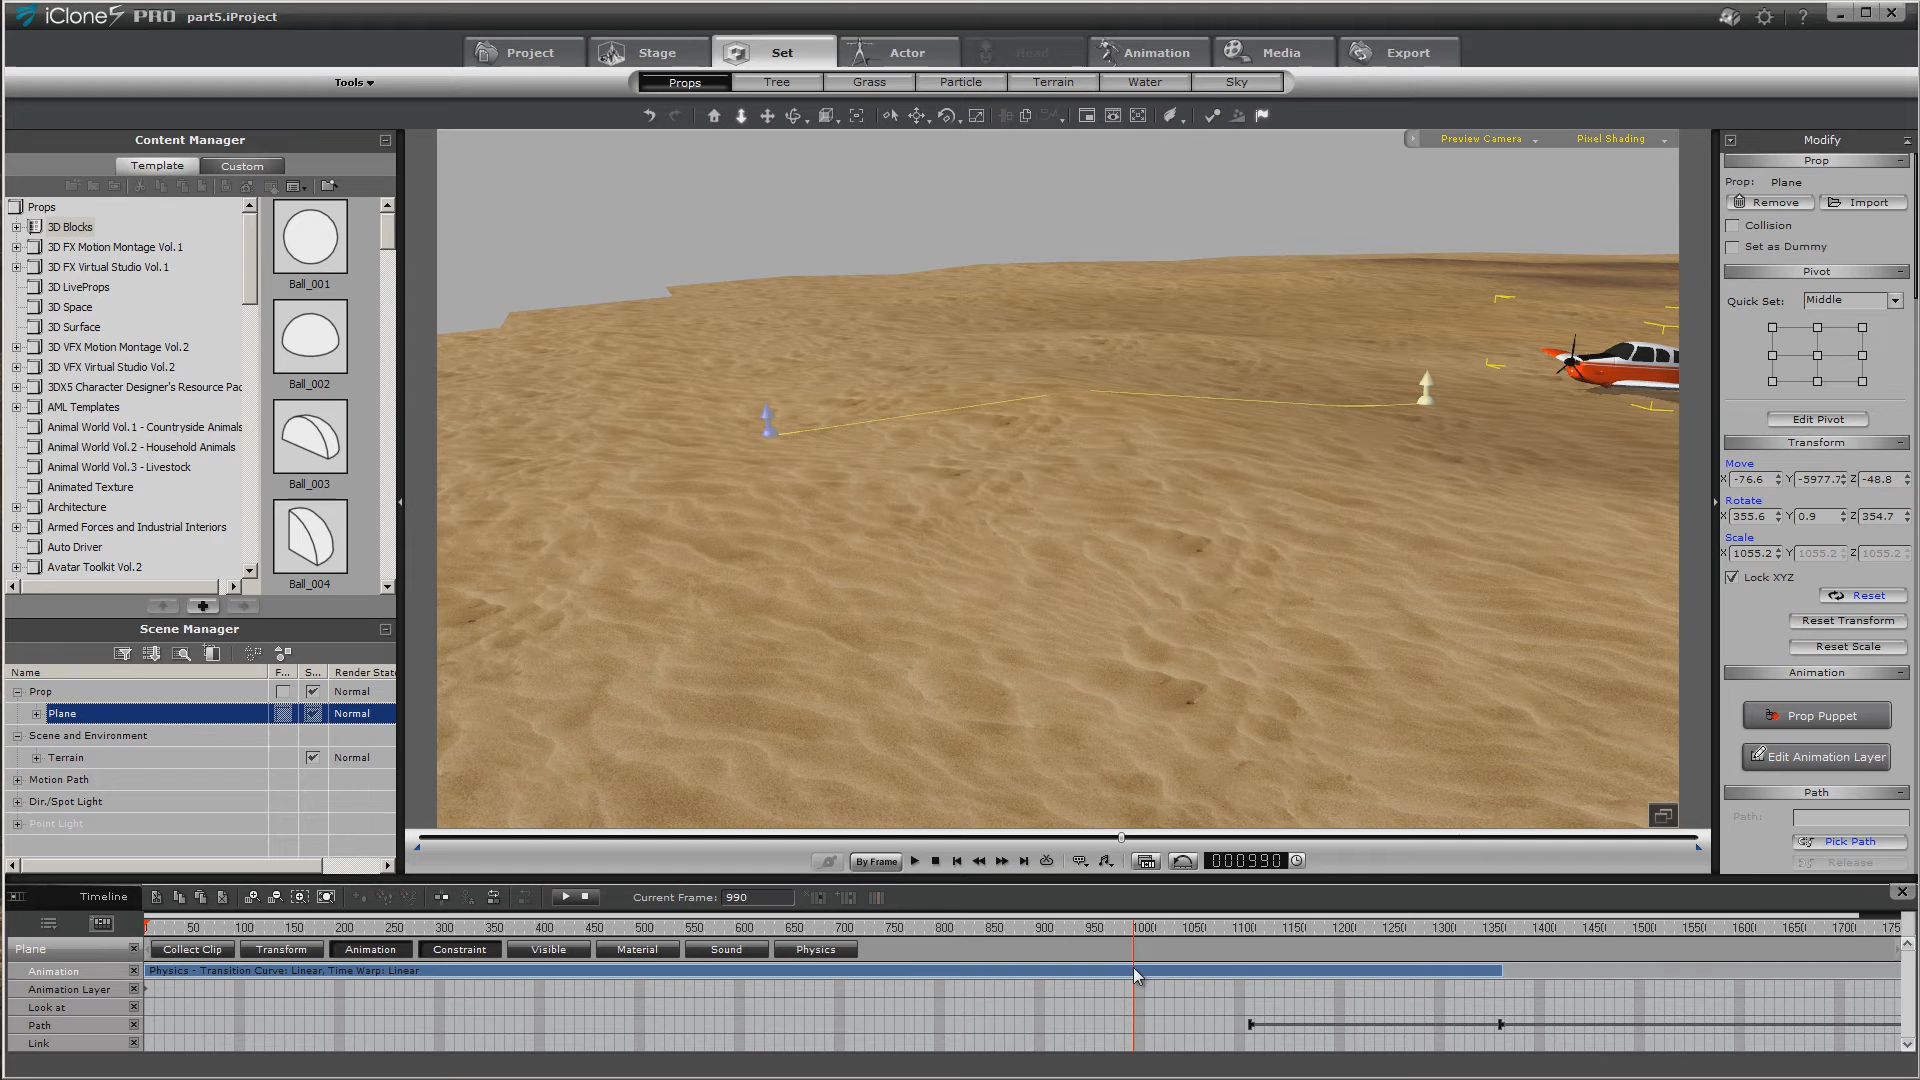 iClone5 PRO part5.iProject
Project Stage Set Actor Head Animation Media Export
Tools
Props Tree Grass Particle Terrain Water Sky
Content Manager
Template Custom
Props
3D Blocks
3D FX Motion Montage Vol.1
3D FX Virtual Studio Vol.1
3D LiveProps
3D Space
3D Surface
3D VFX Motion Montage Vol.2
3D VFX Virtual Studio Vol.2
3DX5 Character Designer's Resource Pac
AML Templates
Animal World Vol.1 - Countryside Animals
Animal World Vol.2 - Household Animals
Animal World Vol.3 - Livestock
Animated Texture
Architecture
Armed Forces and Industrial Interiors
Auto Driver
Avatar Toolkit Vol.2
Ball_001
Ball_002
Ball_003
Ball_004
Scene Manager
Name F... S... Render State
Prop Normal
Plane Normal
Scene and Environment
Terrain Normal
Motion Path
Dir./Spot Light
Point Light
Preview Camera Pixel Shading
Modify
Prop
Prop: Plane
Remove Import
Collision
Set as Dummy
Pivot
Quick Set: Middle
Edit Pivot
Transform
Move
X -76.6 Y -5977.7 Z -48.8
Rotate
X 355.6 Y 0.9 Z 354.7
Scale
X 1055.2 Y 1055.2 Z 1055.2
Lock XYZ
Reset
Reset Transform
Reset Scale
Animation
Prop Puppet
Edit Animation Layer
Path
Path:
Pick Path
Release
By Frame 000990
Timeline Current Frame: 990
50 100 150 200 250 300 350 400 450 500 550 600 650 700 750 800 850 900 950 1000 1050 1100 1150 1200 1250 1300 1350 1400 1450 1500 1550 1600 1650 1700 175
Plane Collect Clip Transform Animation Constraint Visible Material Sound Physics
Animation Physics - Transition Curve: Linear, Time Warp: Linear
Animation Layer
Look at
Path
Link